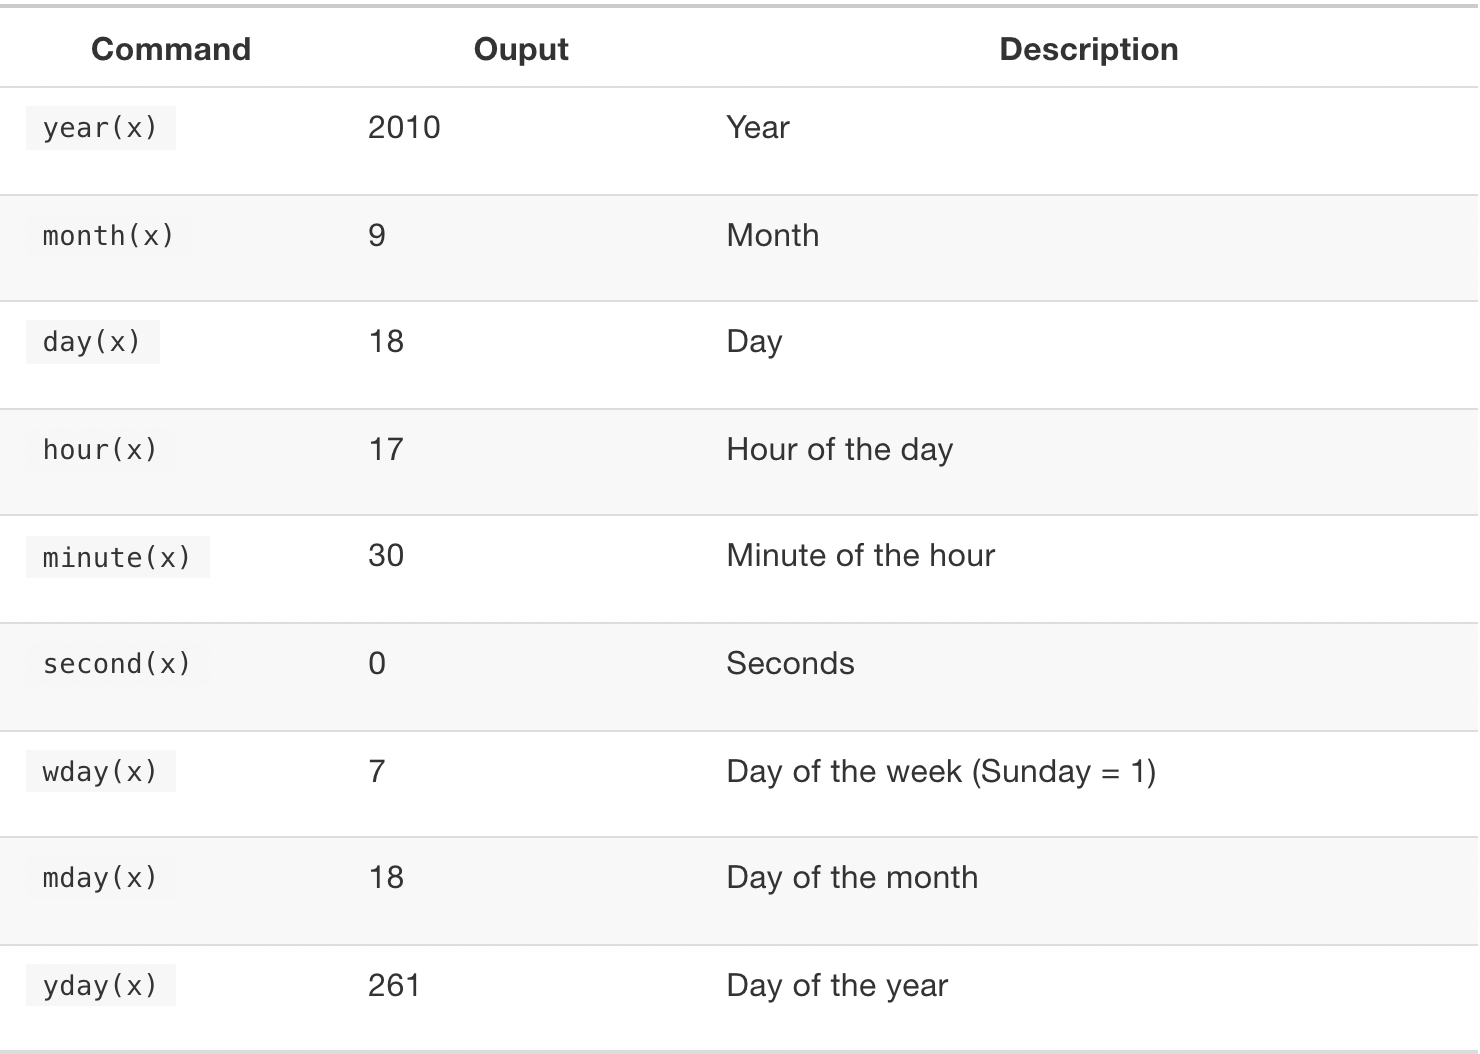 Command Ouput Description
year(x) 2010 Year
month(x) 9 Month
day(x) 18 Day
hour(x) 17 Hour of the day
minute(x) 30 Minute of the hour
second(x) 0 Seconds
wday(x) 7 Day of the week (Sunday = 1)
mday(x) 18 Day of the month
yday(x) 261 Day of the year